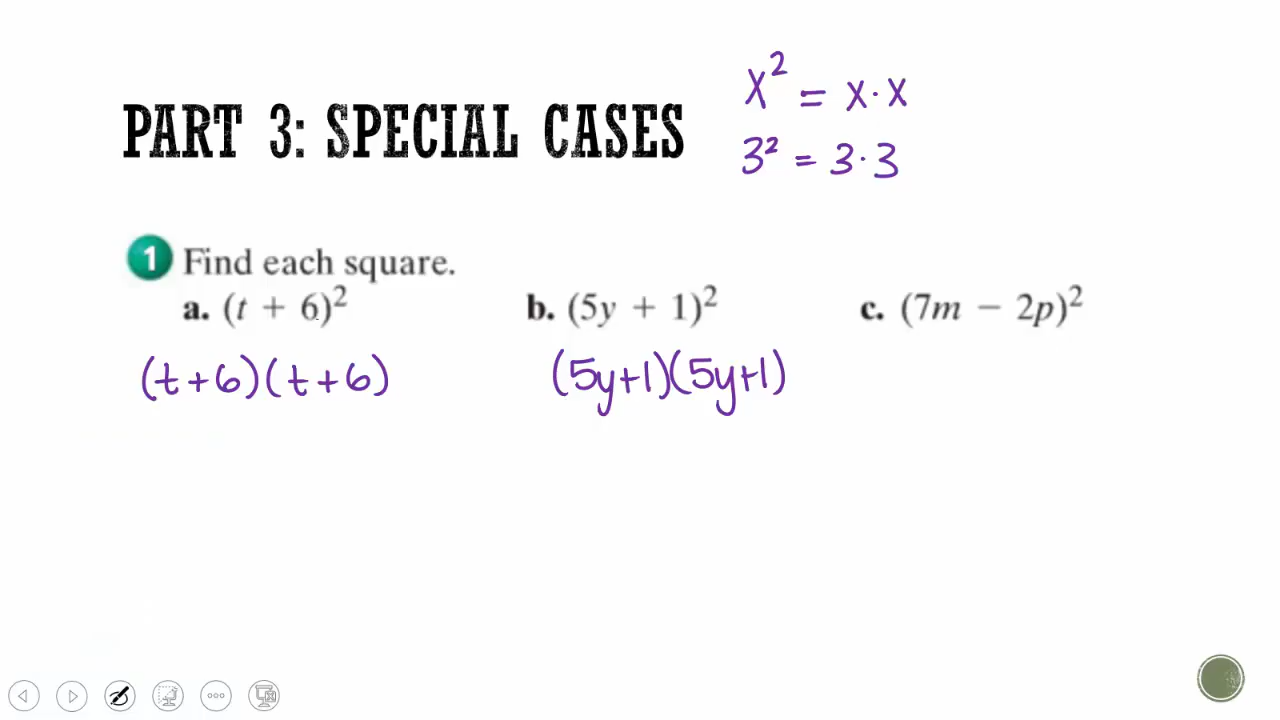 PART 3: SPECIAL CASES
x² = x·x
3² = 3·3
1 Find each square.
a. (t + 6)² b. (5y + 1)² c. (7m − 2p)²
(t+6)(t+6) (5y+1)(5y+1)